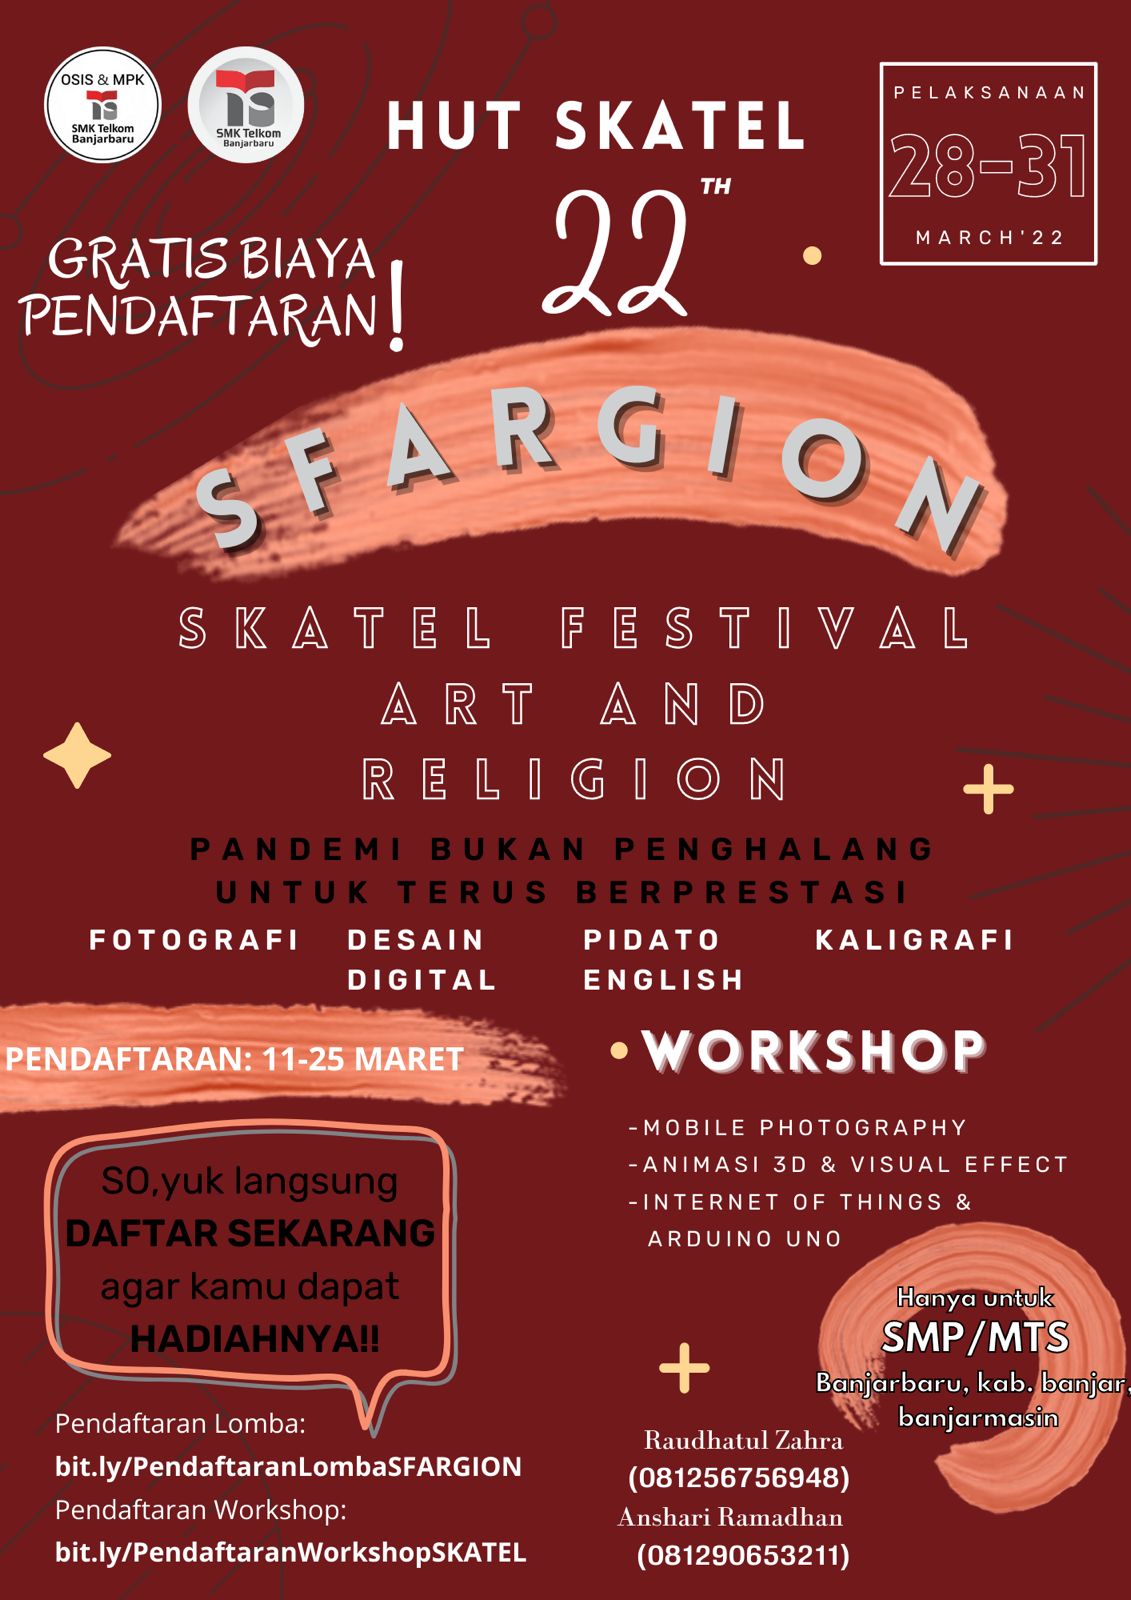 OSIS & MPK
SMK Telkom
Banjarbaru
SMK Telkom
Banjarbaru
HUT SKATEL
22TH
PELAKSANAAN
28-31
MARCH'22
GRATIS BIAYA
PENDAFTARAN!
SFARGION
SKATEL FESTIVAL
ART AND
RELIGION
PANDEMI BUKAN PENGHALANG
UNTUK TERUS BERPRESTASI
FOTOGRAFI
DESAIN
DIGITAL
PIDATO
ENGLISH
KALIGRAFI
PENDAFTARAN: 11-25 MARET
SO,yuk langsung
DAFTAR SEKARANG
agar kamu dapat
HADIAHNYA!!
Pendaftaran Lomba:
bit.ly/PendaftaranLombaSFARGION
Pendaftaran Workshop:
bit.ly/PendaftaranWorkshopSKATEL
WORKSHOP
-MOBILE PHOTOGRAPHY
-ANIMASI 3D & VISUAL EFFECT
-INTERNET OF THINGS &
ARDUINO UNO
Hanya untuk
SMP/MTS
Banjarbaru, kab. banjar,
banjarmasin
Raudhatul Zahra
(081256756948)
Anshari Ramadhan
(081290653211)